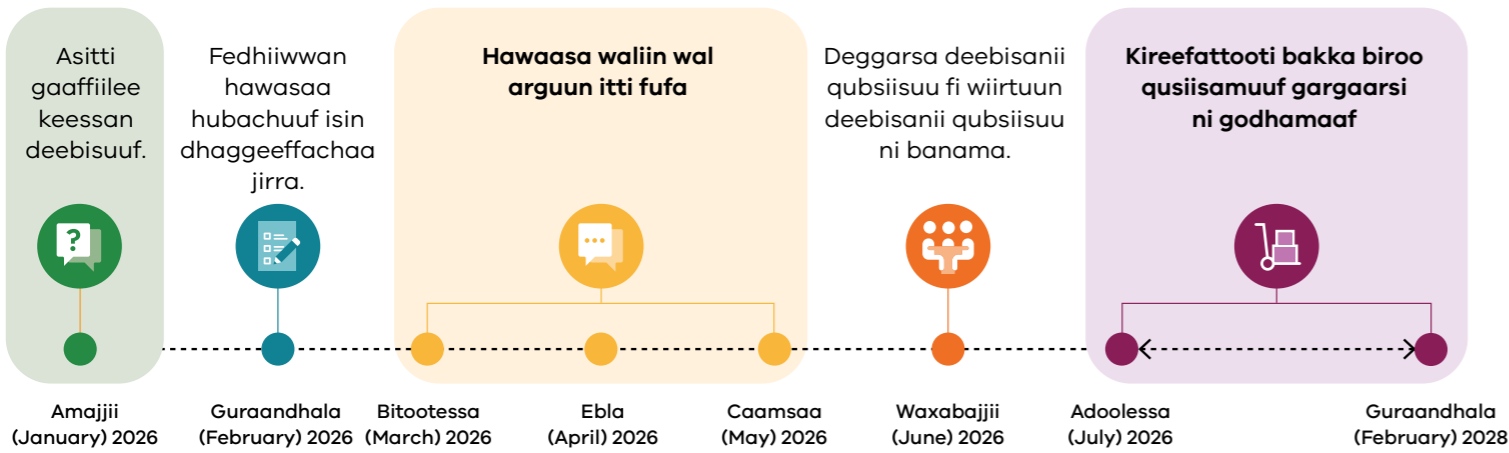 Asitti
gaaffiilee
keessan
deebisuuf.
Fedhiiwwan
hawasaa
hubachuuf isin
dhaggeeffachaa
jirra.
Hawaasa waliin wal
arguun itti fufa
Deggarsa deebisanii
qubsiisuu fi wiirtuun
deebisanii qubsiisuu
ni banama.
Kireefattooti bakka biroo
qusiisamuuf gargaarsi
ni godhamaaf
?
Amajjii
(January) 2026
Guraandhala
(February) 2026
Bitootessa
(March) 2026
Ebla
(April) 2026
Caamsaa
(May) 2026
Waxabajjii
(June) 2026
Adoolessa
(July) 2026
Guraandhala
(February) 2028